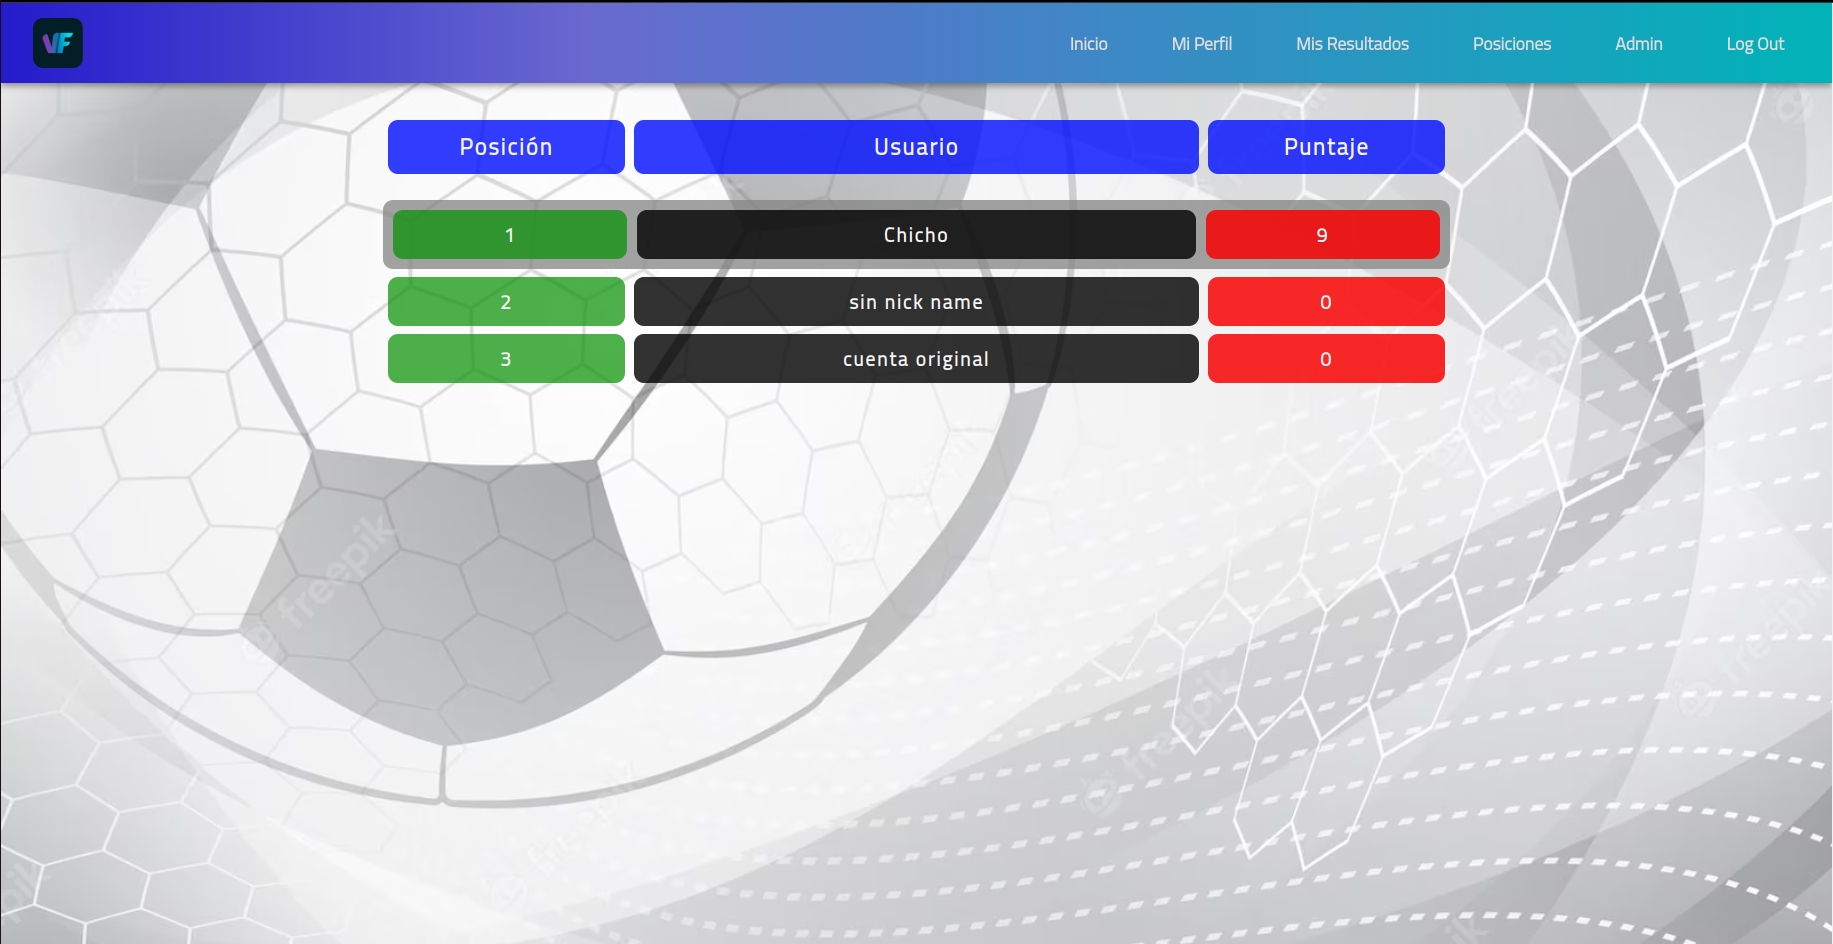 VF
Inicio Mi Perfil Mis Resultados Posiciones Admin Log Out
Posición Usuario Puntaje
1 Chicho 9
2 sin nick name 0
3 cuenta original 0
freepik
freepik
freepik
freepik
freepik